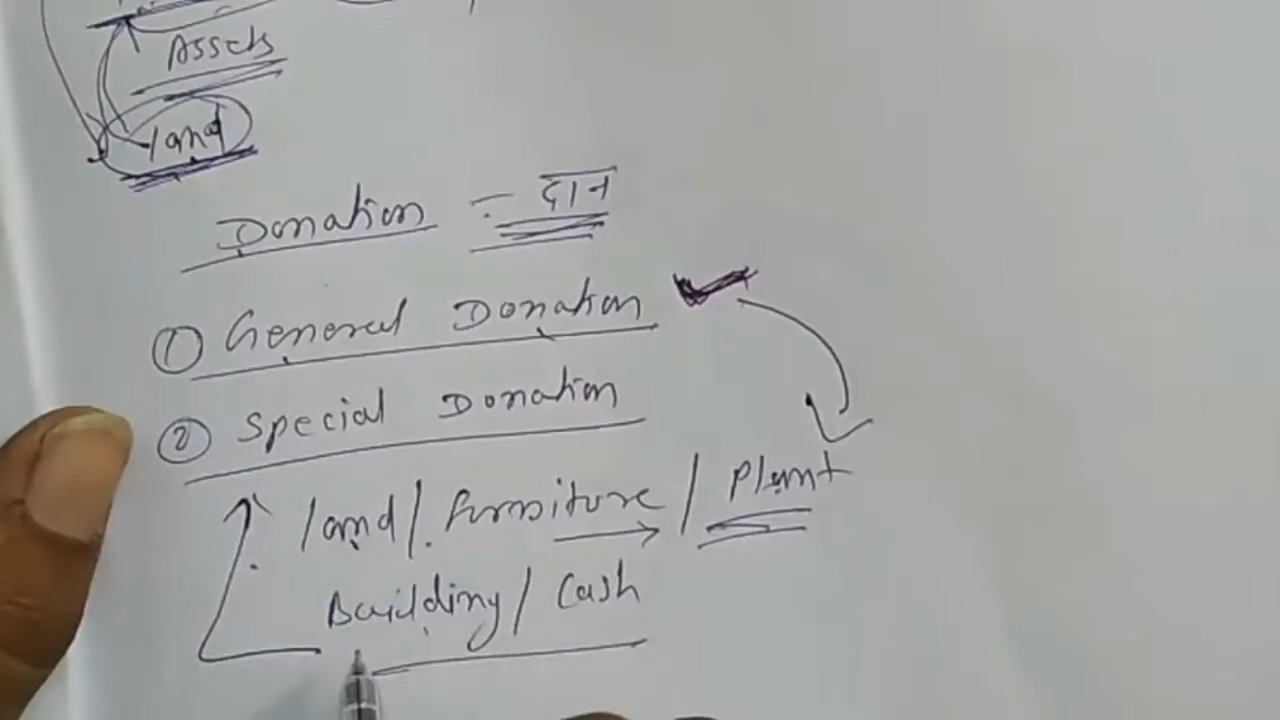 Assets
land
Donation :- दान
① General Donation
② Special Donation
land / furniture / Plant
Building / Cash